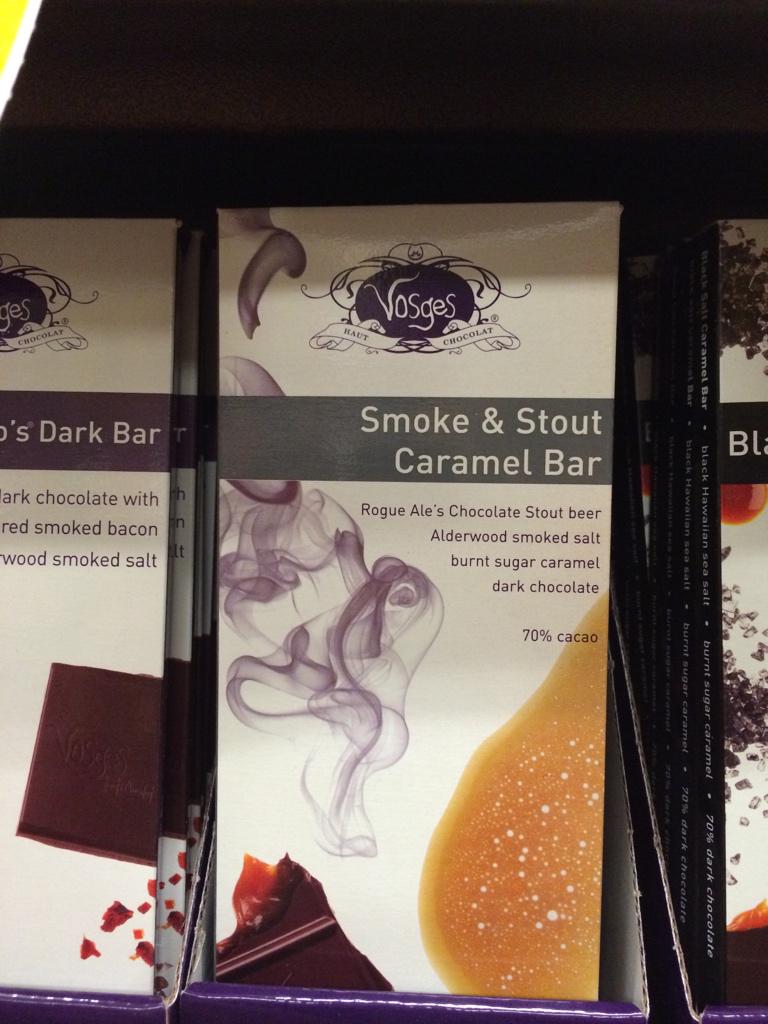 ges
CHOCOLAT
o's Dark Bar
dark chocolate with
red smoked bacon
rwood smoked salt
Vosges
Vosges
HAUT CHOCOLAT
Smoke & Stout
Caramel Bar
Rogue Ale's Chocolate Stout beer
Alderwood smoked salt
burnt sugar caramel
dark chocolate
70% cacao
Black Salt Caramel Bar • black Hawaiian sea salt • burnt sugar caramel • 70% dark chocolate
Bla